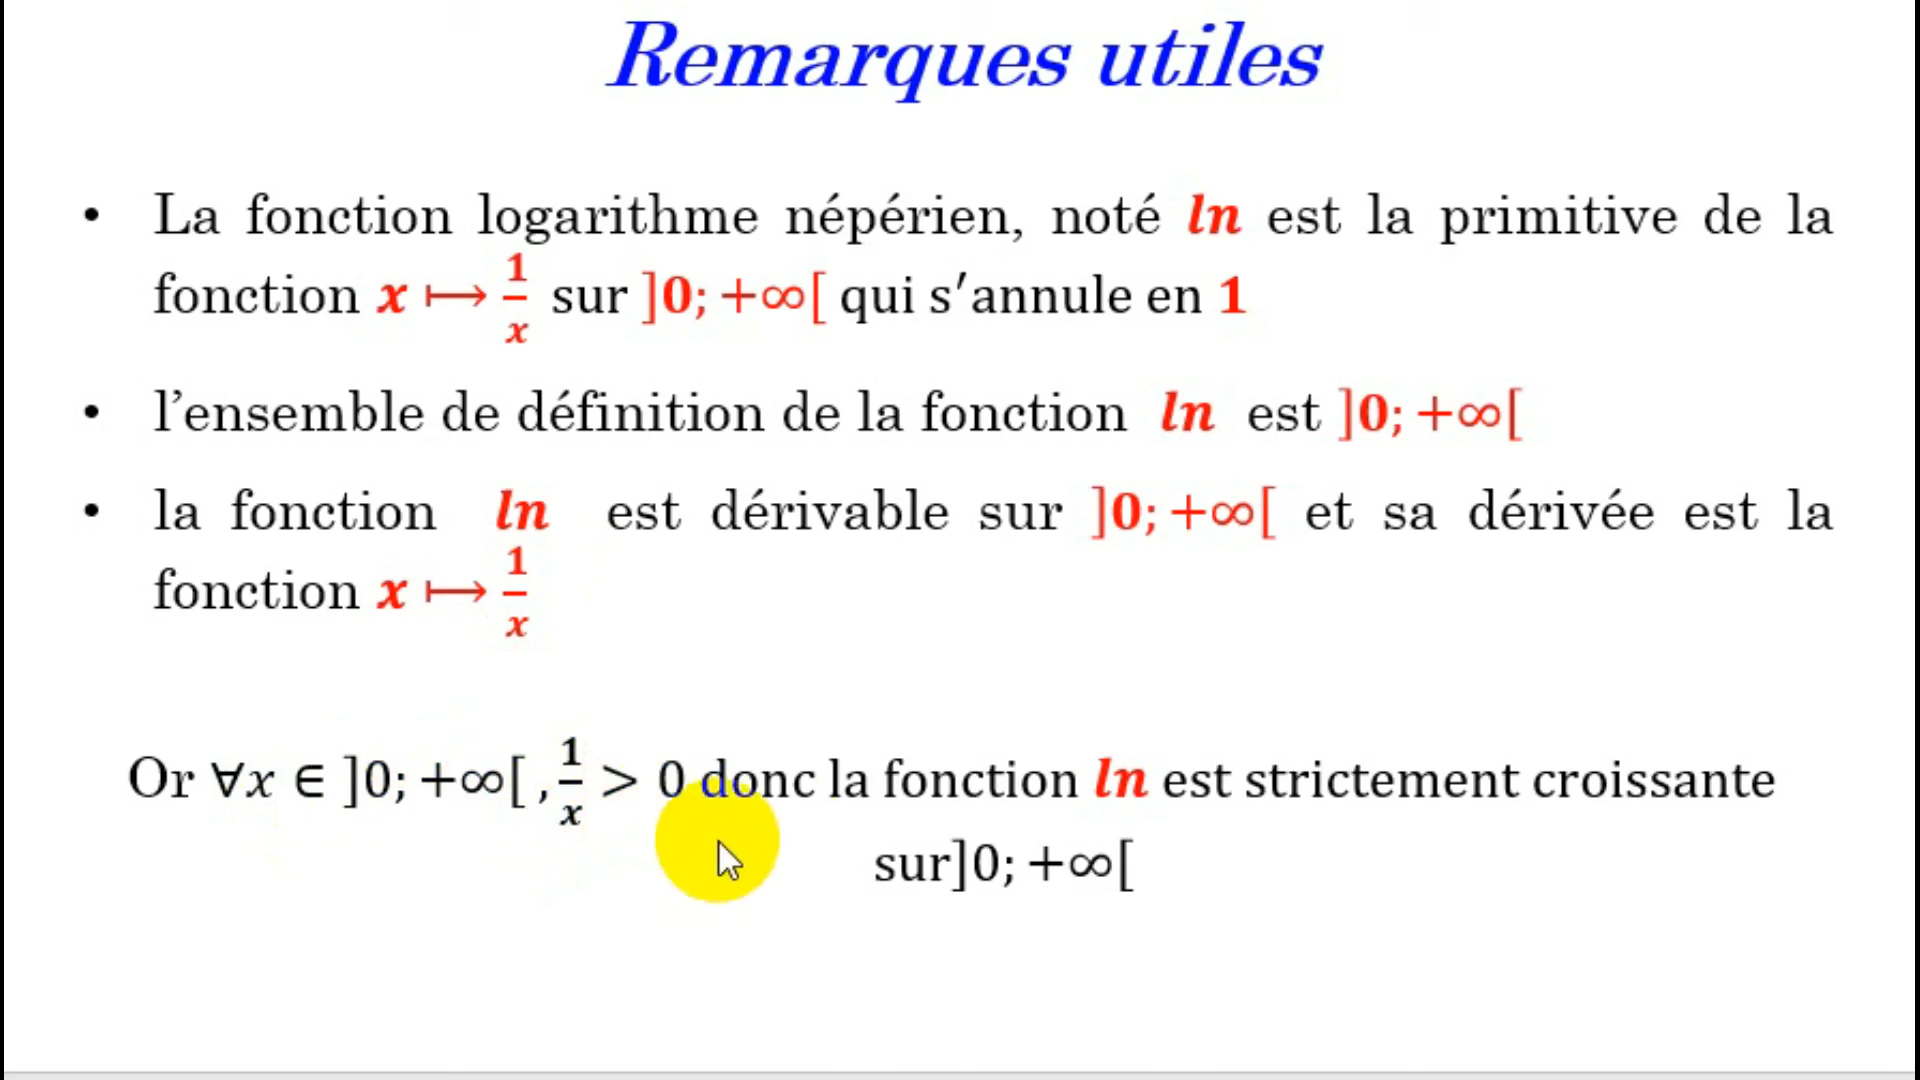 Remarques utiles
• La fonction logarithme népérien, noté ln est la primitive de la
fonction x ⟼ 1/x sur ]0; +∞[ qui s′annule en 1
• l’ensemble de définition de la fonction ln est ]0; +∞[
• la fonction ln est dérivable sur ]0; +∞[ et sa dérivée est la
fonction x ⟼ 1/x
Or ∀x ∈ ]0; +∞[ , 1/x > 0 donc la fonction ln est strictement croissante
sur]0; +∞[